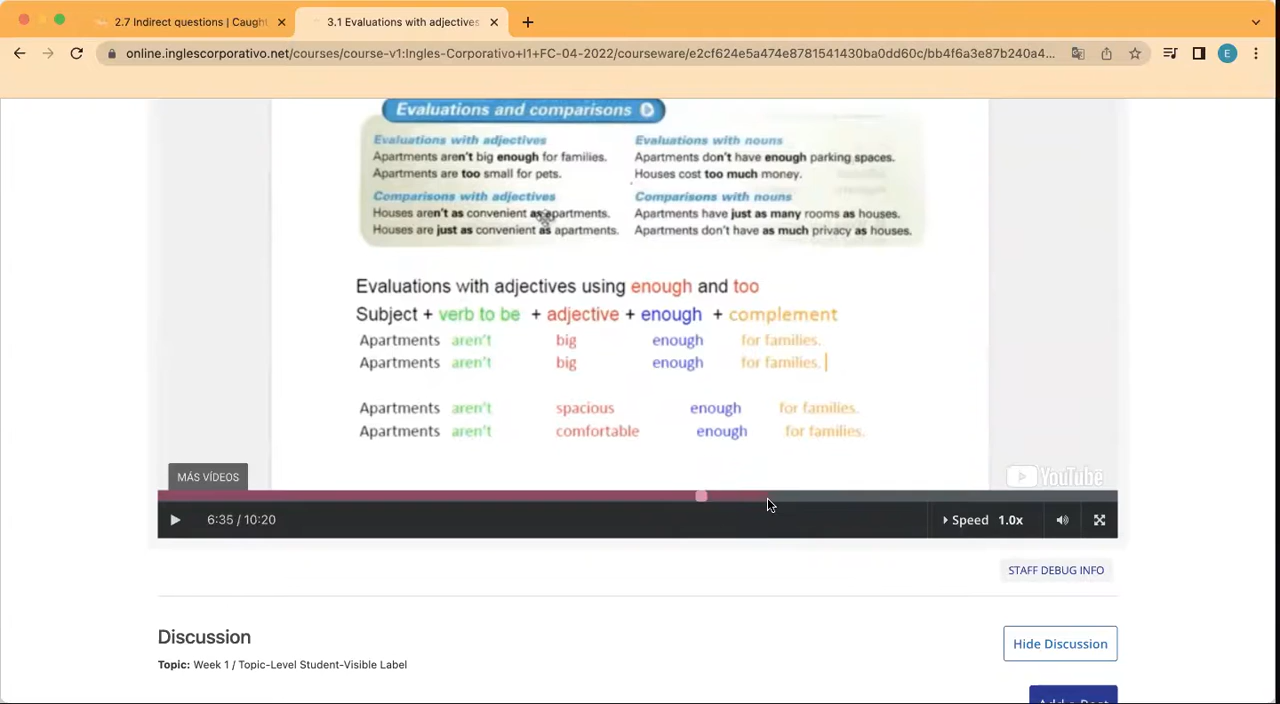 2.7 Indirect questions | Caught
3.1 Evaluations with adjectives
online.inglescorporativo.net/courses/course-v1:Ingles-Corporativo+I1+FC-04-2022/courseware/e2cf624e5a474e8781541430ba0dd60c/bb4f6a3e87b240a4...
E
Evaluations and comparisons
Evaluations with adjectives
Apartments aren't big enough for families.
Apartments are too small for pets.
Comparisons with adjectives
Houses aren't as convenient as apartments.
Houses are just as convenient as apartments.
Evaluations with nouns
Apartments don't have enough parking spaces.
Houses cost too much money.
Comparisons with nouns
Apartments have just as many rooms as houses.
Apartments don't have as much privacy as houses.
Evaluations with adjectives using enough and too
Subject + verb to be + adjective + enough + complement
Apartments aren't big enough for families.
Apartments aren't big enough for families.
Apartments aren't spacious enough for families.
Apartments aren't comfortable enough for families.
MÁS VÍDEOS
YouTube
6:35 / 10:20
Speed 1.0x
STAFF DEBUG INFO
Discussion
Hide Discussion
Topic: Week 1 / Topic-Level Student-Visible Label
Add a Post